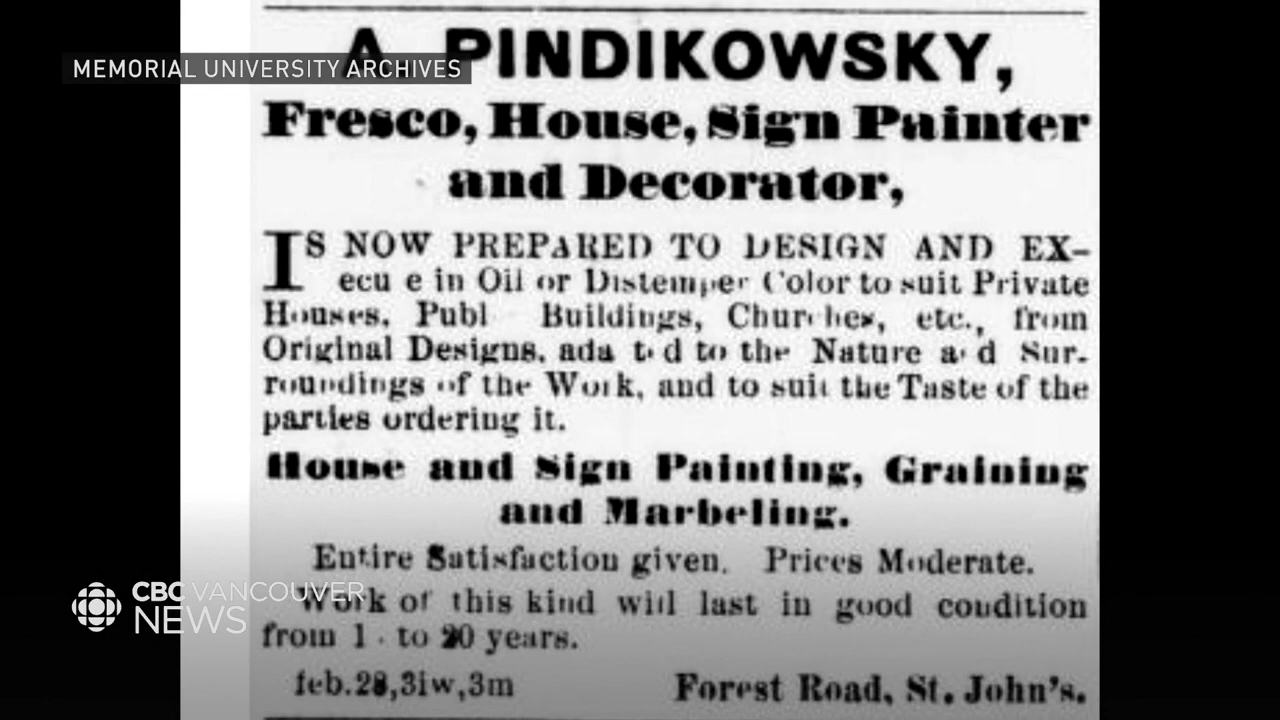 MEMORIAL UNIVERSITY ARCHIVES
A PINDIKOWSKY,
Fresco, House, Sign Painter
and Decorator,
IS NOW PREPARED TO DESIGN AND EX-
ecu e in Oil or Distemper Color to suit Private
Houses, Publ Buildings, Churches, etc., from
Original Designs, ada t d to the Nature a d Sur-
roundings of the Work, and to suit the Taste of the
parties ordering it.
House and Sign Painting, Graining
and Marbeling.
Entire Satisfaction given. Prices Moderate.
Work of this kind will last in good condition
from to 20 years.
feb.28,3iw,3m Forest Road, St. John's.
CBC VANCOUVER
NEWS